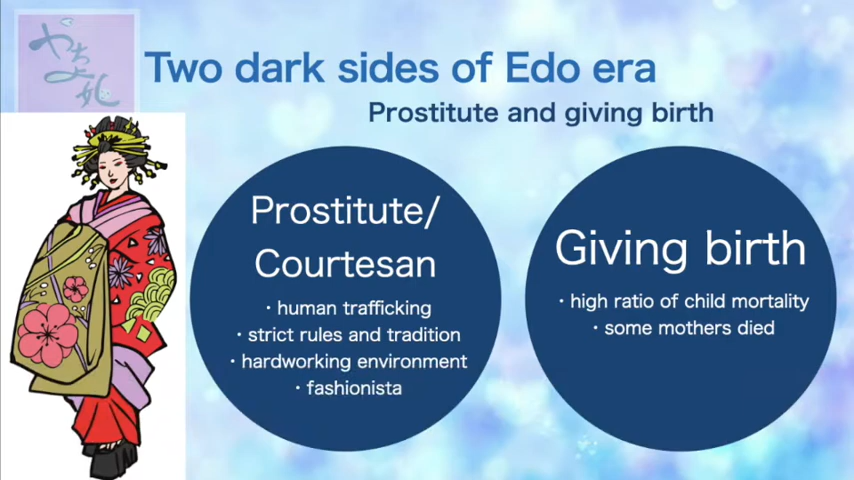 やちよ姫
Two dark sides of Edo era
Prostitute and giving birth
Prostitute/
Courtesan
・human trafficking
・strict rules and tradition
・hardworking environment
・fashionista
Giving birth
・high ratio of child mortality
・some mothers died